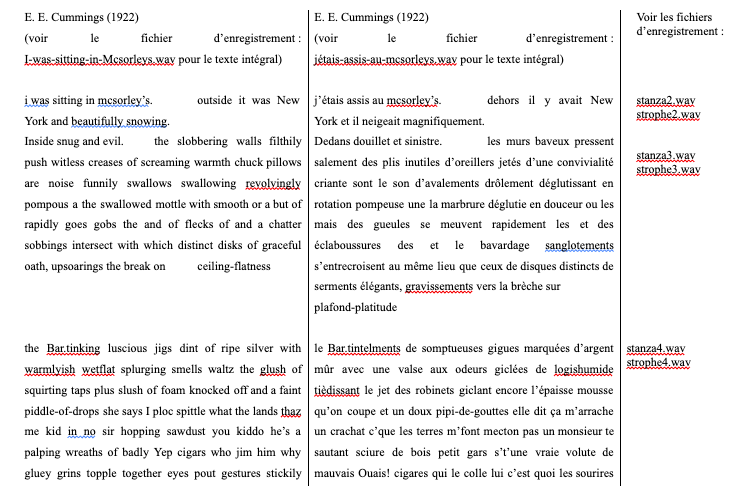 E. E. Cummings (1922)
(voir le fichier d'enregistrement :
I-was-sitting-in-Mcsorleys.wav pour le texte intégral)
i was sitting in mcsorley's. outside it was New
York and beautifully snowing.
Inside snug and evil. the slobbering walls filthily
push witless creases of screaming warmth chuck pillows
are noise funnily swallows swallowing revolvingly
pompous a the swallowed mottle with smooth or a but of
rapidly goes gobs the and of flecks of and a chatter
sobbings intersect with which distinct disks of graceful
oath, upsoarings the break on ceiling-flatness
the Bar.tinking luscious jigs dint of ripe silver with
warmlyish wetflat splurging smells waltz the glush of
squirting taps plus slush of foam knocked off and a faint
piddle-of-drops she says I ploc spittle what the lands thaz
me kid in no sir hopping sawdust you kiddo he's a
palping wreaths of badly Yep cigars who jim him why
gluey grins topple together eyes pout gestures stickily
E. E. Cummings (1922)
(voir le fichier d'enregistrement :
jétais-assis-au-mcsorleys.wav pour le texte intégral)
j'étais assis au mcsorley's. dehors il y avait New
York et il neigeait magnifiquement.
Dedans douillet et sinistre. les murs baveux pressent
salement des plis inutiles d'oreillers jetés d'une convivialité
criante sont le son d'avalements drôlement déglutissant en
rotation pompeuse une la marbrure déglutie en douceur ou les
mais des gueules se meuvent rapidement les et des
éclaboussures des et le bavardage sanglotements
s'entrecroisent au même lieu que ceux de disques distincts de
serments élégants, gravissements vers la brèche sur
plafond-platitude
le Bar.tintelments de somptueuses gigues marquées d'argent
mûr avec une valse aux odeurs giclées de logishumide
tièdissant le jet des robinets giclant encore l'épaisse mousse
qu'on coupe et un doux pipi-de-gouttes elle dit ça m'arrache
un crachat c'que les terres m'font mecton pas un monsieur te
sautant sciure de bois petit gars s't'une vraie volute de
mauvais Ouais! cigares qui le colle lui c'est quoi les sourires
Voir les fichiers
d'enregistrement :
stanza2.wav
strophe2.wav
stanza3.wav
strophe3.wav
stanza4.wav
strophe4.wav